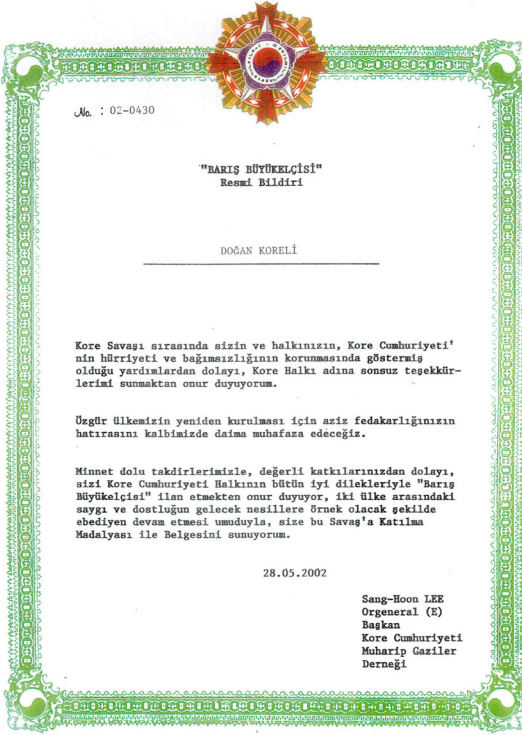 No. : 02-0430
"BARIŞ BÜYÜKELÇİSİ"
Resmi Bildiri
DOĞAN KORELİ
Kore Savaşı sırasında sizin ve halkınızın, Kore Cumhuriyeti'
nin hürriyeti ve bağımsızlığının korunmasında göstermiş
olduğu yardımlardan dolayı, Kore Halkı adına sonsuz teşekkür-
lerimi sunmaktan onur duyuyorum.
Özgür ülkemizin yeniden kurulması için aziz fedakarlığınızın
hatırasını kalbimizde daima muhafaza edeceğiz.
Minnet dolu takdirlerimizle, değerli katkılarınızdan dolayı,
sizi Kore Cumhuriyeti Halkının bütün iyi dilekleriyle "Barış
Büyükelçisi" ilan etmekten onur duyuyor, iki ülke arasındaki
saygı ve dostluğun gelecek nesillere örnek olacak şekilde
ebediyen devam etmesi umuduyla, size bu Savaş'a Katılma
Madalyası ile Belgesini sunuyorum.
28.05.2002
Sang-Hoon LEE
Orgeneral (E)
Başkan
Kore Cumhuriyeti
Muharip Gaziler
Derneği